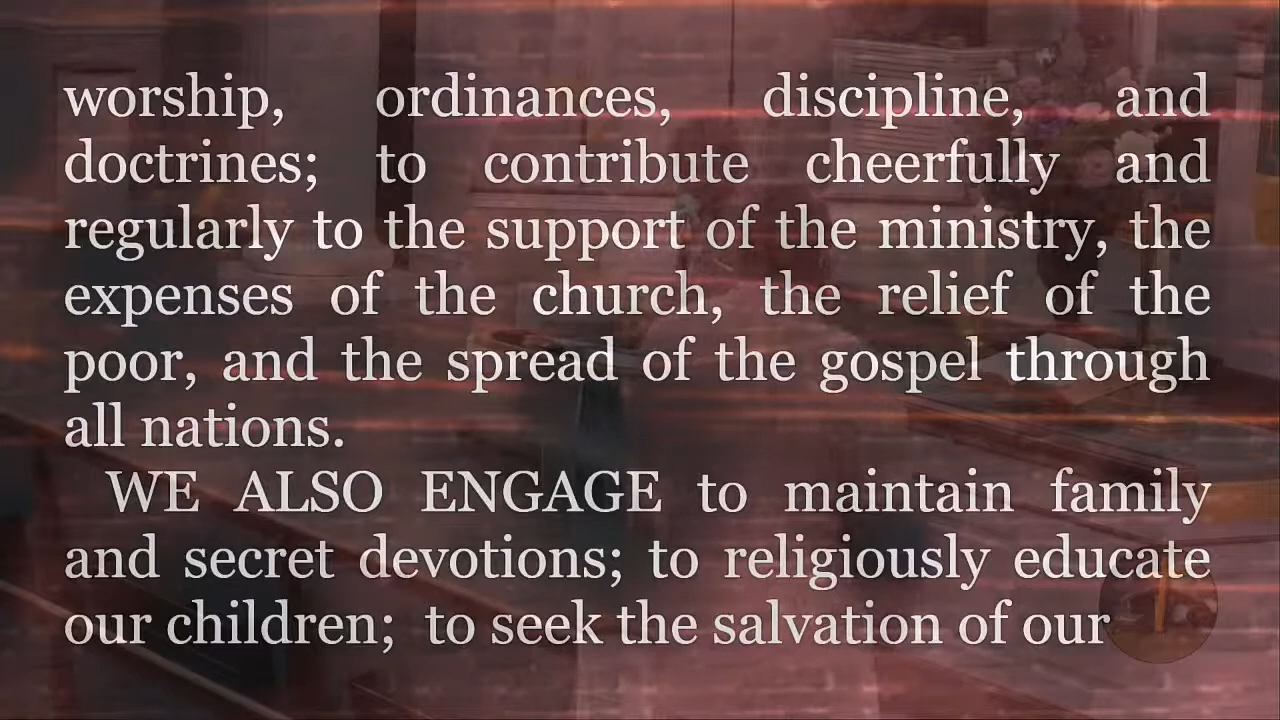 worship, ordinances, discipline, and
doctrines; to contribute cheerfully and
regularly to the support of the ministry, the
expenses of the church, the relief of the
poor, and the spread of the gospel through
all nations.
WE ALSO ENGAGE to maintain family
and secret devotions; to religiously educate
our children; to seek the salvation of our